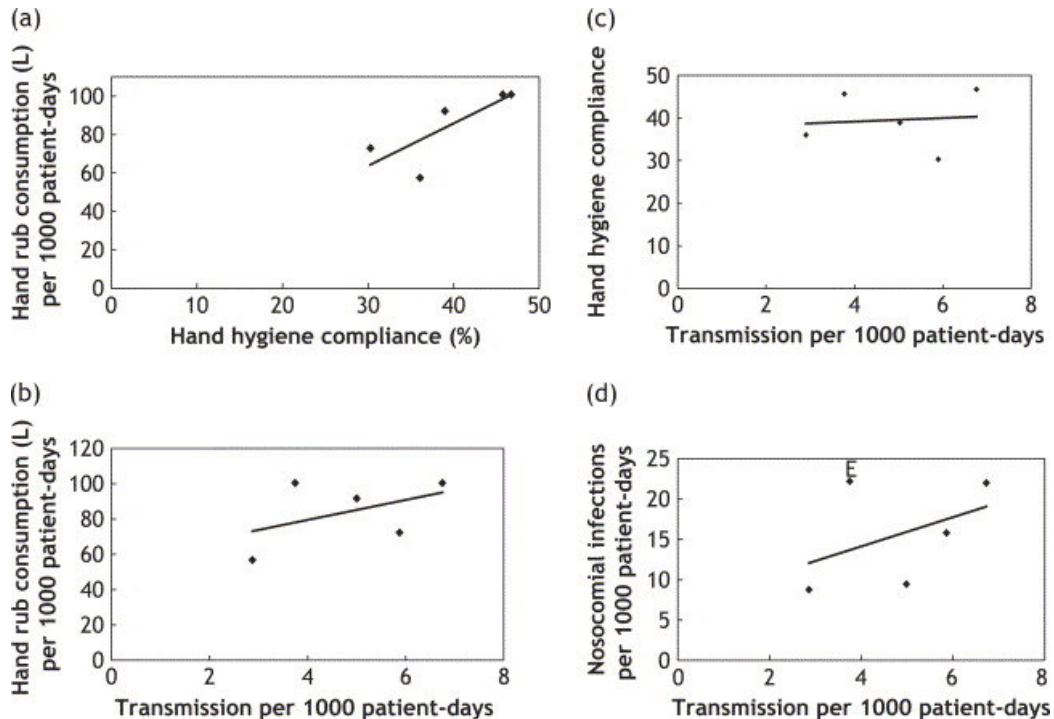 (a)
Hand rub consumption (L)
per 1000 patient-days
100
80
60
40
20
0
0 10 20 30 40 50
Hand hygiene compliance (%)
(c)
Hand hygiene compliance
50
40
30
20
10
0
0 2 4 6 8
Transmission per 1000 patient-days
(b)
Hand rub consumption (L)
per 1000 patient-days
120
100
80
60
40
20
0
0 2 4 6 8
Transmission per 1000 patient-days
(d)
Nosocomial infections
per 1000 patient-days
25
20
15
10
5
0
E
0 2 4 6 8
Transmission per 1000 patient-days